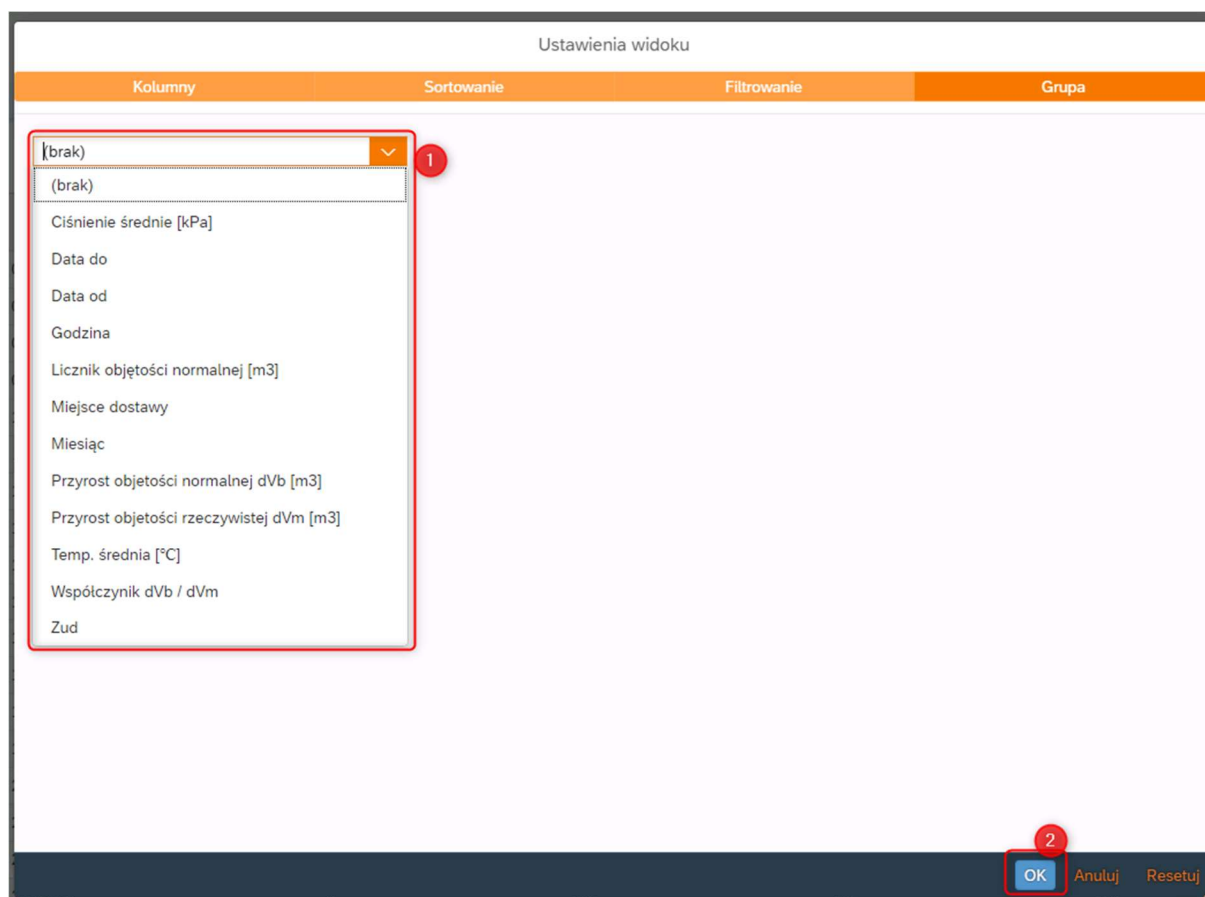 Ustawienia widoku
Kolumny Sortowanie Filtrowanie Grupa
(brak)
1
(brak)
Ciśnienie średnie [kPa]
Data do
Data od
Godzina
Licznik objętości normalnej [m3]
Miejsce dostawy
Miesiąc
Przyrost objetości normalnej dVb [m3]
Przyrost objetości rzeczywistej dVm [m3]
Temp. średnia [°C]
Współczynik dVb / dVm
Zud
2
OK Anuluj Resetuj